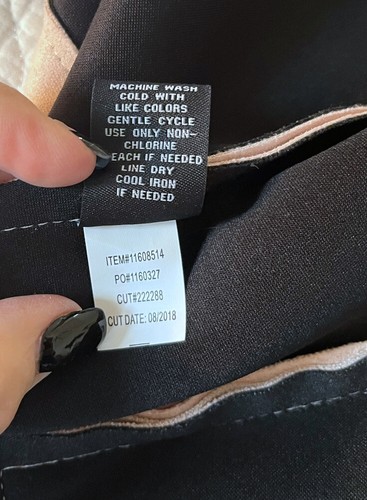 MACHINE WASH
COLD WITH
LIKE COLORS
GENTLE CYCLE
USE ONLY NON-
CHLORINE
EACH IF NEEDED
LINE DRY
COOL IRON
IF NEEDED
ITEM#11608514
PO#1160327
CUT#222288
CUT DATE: 08/2018